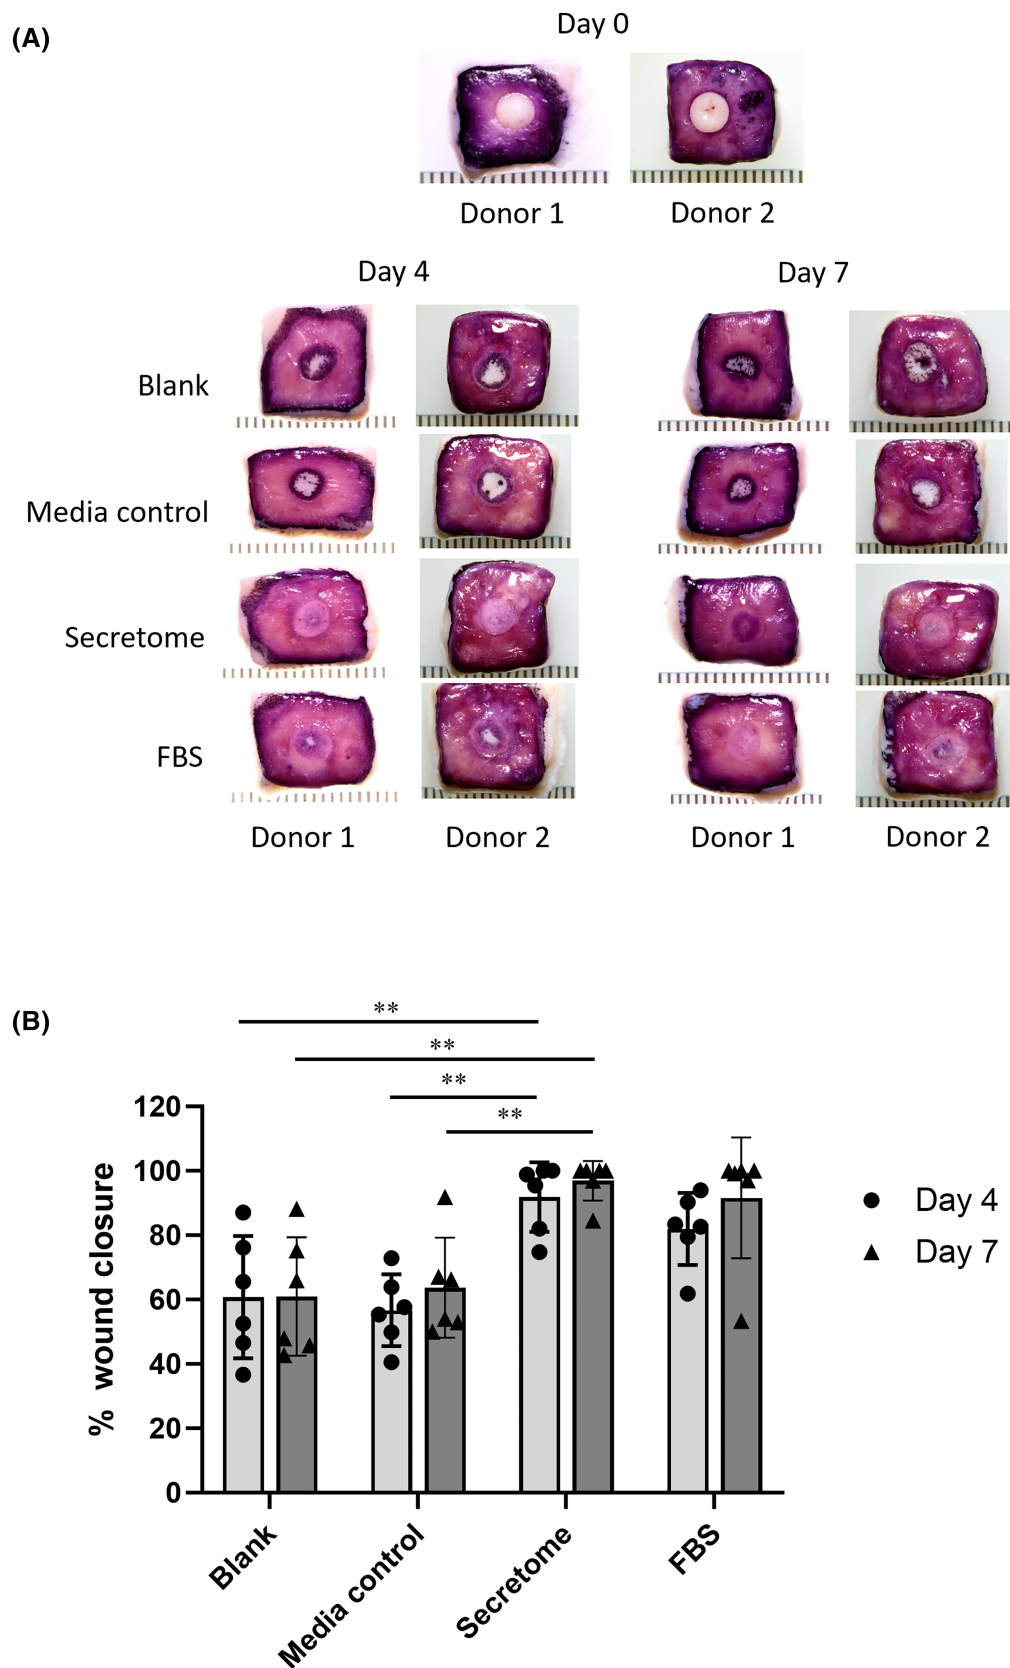 (A)
Day 0
Donor 1 Donor 2
Day 4 Day 7
Blank
Media control
Secretome
FBS
Donor 1 Donor 2 Donor 1 Donor 2
(B)
**
**
**
**
120
100
80
60
40
20
0
% wound closure
Blank
Media control
Secretome
FBS
Day 4
Day 7